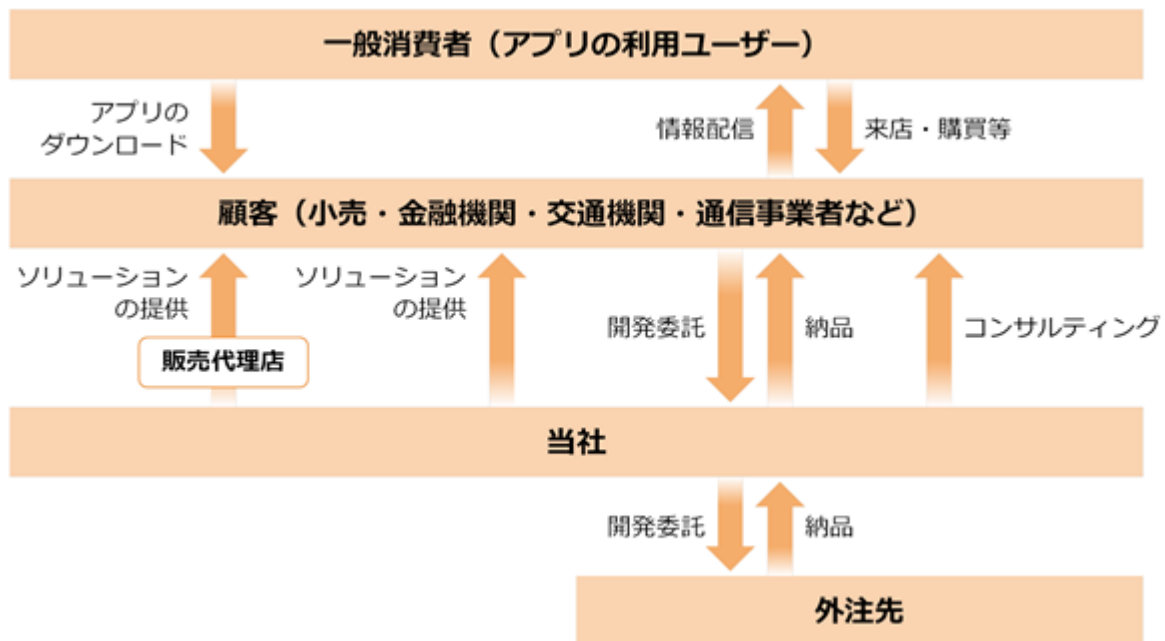 一般消費者（アプリの利用ユーザー）
アプリの
ダウンロード
情報配信
来店・購買等
顧客（小売・金融機関・交通機関・通信事業者など）
ソリューション
の提供
ソリューション
の提供
開発委託
納品
コンサルティング
販売代理店
当社
開発委託
納品
外注先